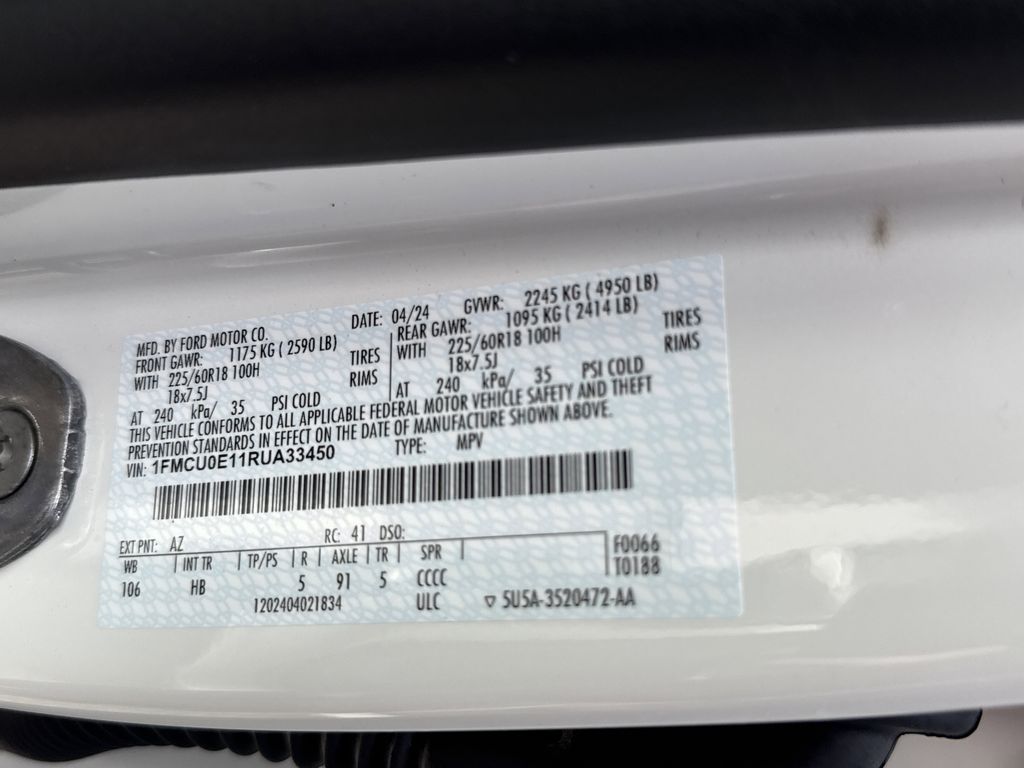 MFD. BY FORD MOTOR CO. DATE: 04/24 GVWR: 2245 KG ( 4950 LB)
FRONT GAWR: 1175 KG ( 2590 LB) REAR GAWR: 1095 KG ( 2414 LB)
WITH 225/60R18 100H TIRES WITH 225/60R18 100H TIRES
18x7.5J RIMS 18x7.5J RIMS
AT 240 kPa/ 35 PSI COLD AT 240 kPa/ 35 PSI COLD
THIS VEHICLE CONFORMS TO ALL APPLICABLE FEDERAL MOTOR VEHICLE SAFETY AND THEFT
PREVENTION STANDARDS IN EFFECT ON THE DATE OF MANUFACTURE SHOWN ABOVE.
VIN: 1FMCU0E11RUA33450 TYPE: MPV
EXT PNT: AZ RC: 41 DSO:
WB INT TR TP/PS R AXLE TR SPR F0066
106 HB 5 91 5 CCCC T0188
1202404021834 ULC ▽ 5U5A-3520472-AA